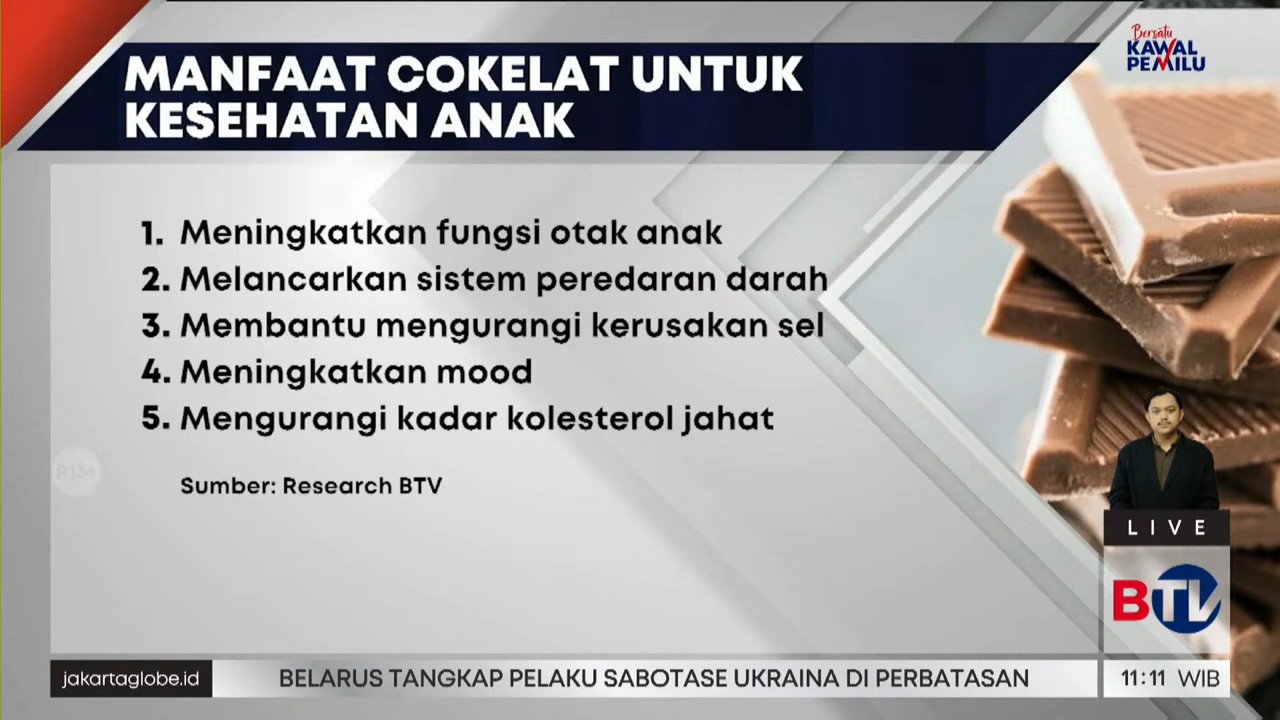 Bersatu
KAWAL
PEMILU
MANFAAT COKELAT UNTUK
KESEHATAN ANAK
1. Meningkatkan fungsi otak anak
2. Melancarkan sistem peredaran darah
3. Membantu mengurangi kerusakan sel
4. Meningkatkan mood
5. Mengurangi kadar kolesterol jahat
Sumber: Research BTV
R13+
LIVE
BTV
jakartaglobe.id
BELARUS TANGKAP PELAKU SABOTASE UKRAINA DI PERBATASAN
11:11 WIB